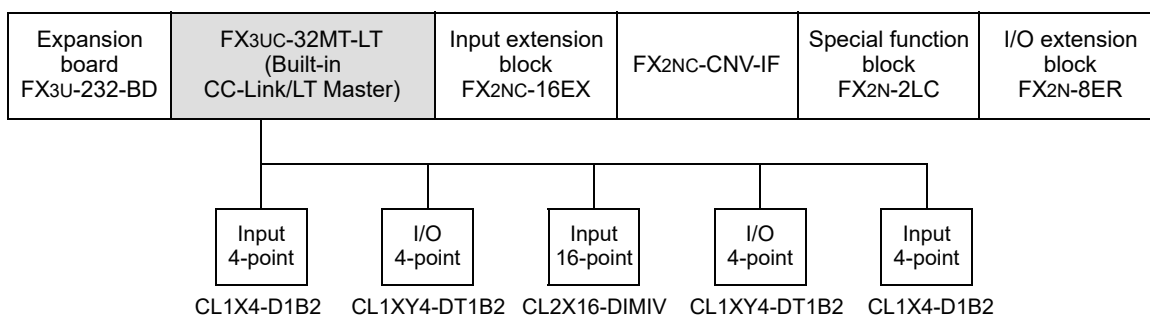 Expansion
board
FX3U-232-BD
FX3UC-32MT-LT
(Built-in
CC-Link/LT Master)
Input extension
block
FX2NC-16EX
FX2NC-CNV-IF
Special function
block
FX2N-2LC
I/O extension
block
FX2N-8ER
Input
4-point
I/O
4-point
Input
16-point
I/O
4-point
Input
4-point
CL1X4-D1B2
CL1XY4-DT1B2
CL2X16-DIMIV
CL1XY4-DT1B2
CL1X4-D1B2